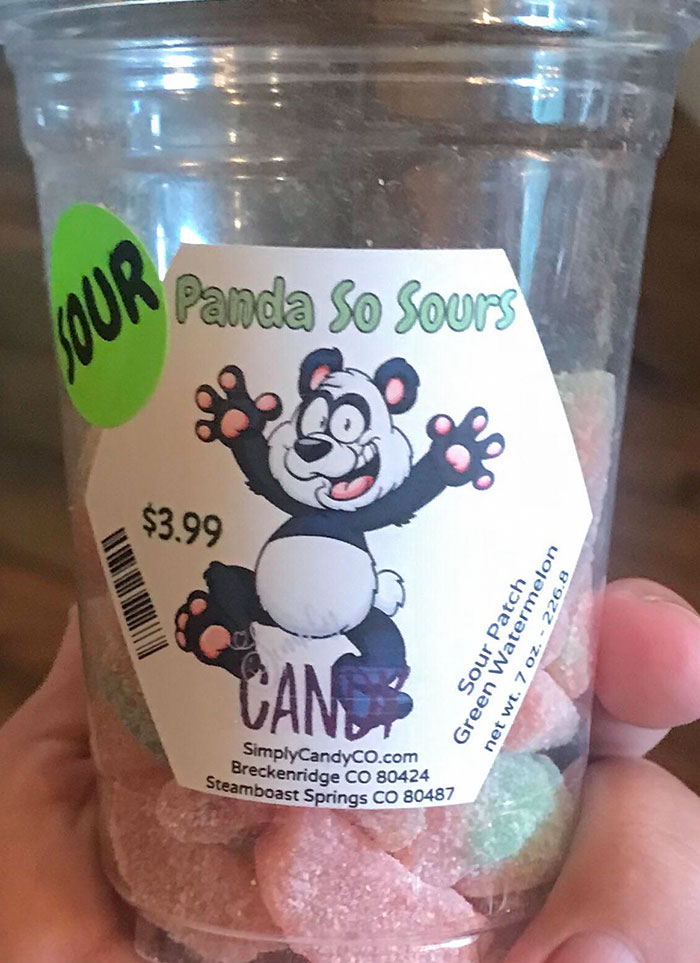 SOUR
Panda So Sours
$3.99
CANDY
SimplyCandyCO.com
Breckenridge CO 80424
Steamboast Springs CO 80487
Sour Patch
Green Watermelon
net wt. 7 oz. - 226.8